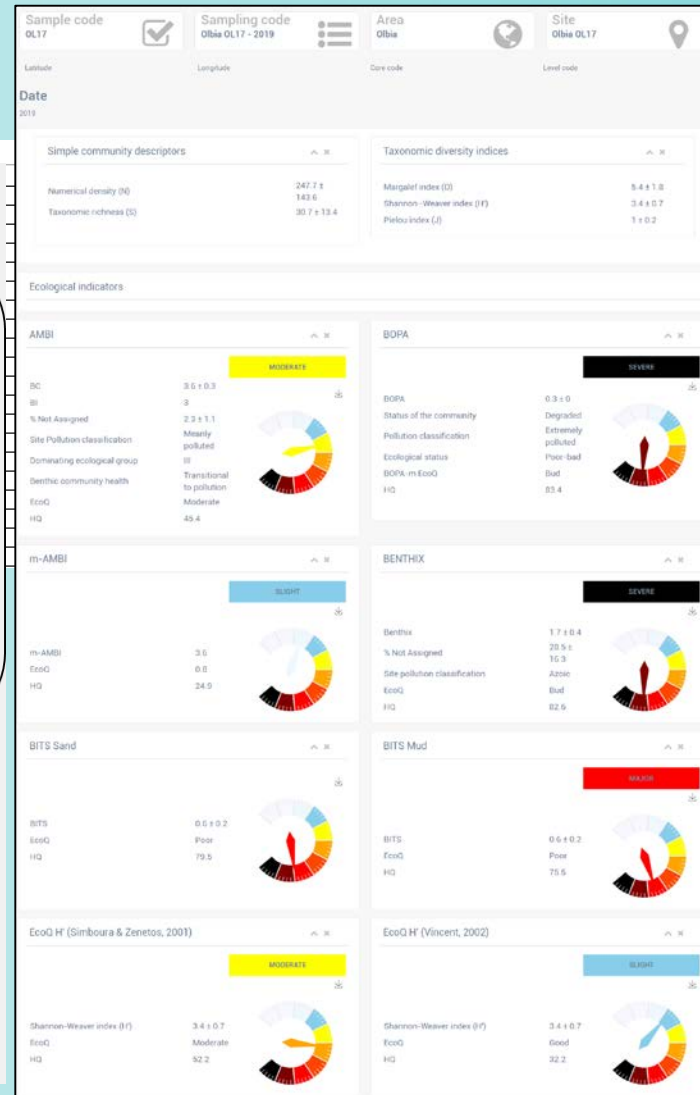 Sample code
OL17
Sampling code
Olbia OL17 - 2019
Area
Olbia
Site
Olbia OL17
Latitude
Longitude
Core code
Level code
Date
2019
Simple community descriptors
Numerical density (N) 247.7 ± 143.6
Taxonomic richness (S) 30.7 ± 13.4
Taxonomic diversity indices
Margalef index (D) 5.4 ± 1.8
Shannon–Weaver index (H') 3.4 ± 0.7
Pielou index (J) 1 ± 0.2
Ecological indicators
AMBI
MODERATE
BC 3.6 ± 0.3
BI 3
% Not Assigned 2.3 ± 1.1
Site Pollution classification Meanly polluted
Dominating ecological group III
Benthic community health Transitional to pollution
EcoQ Moderate
HQ 45.4
BOPA
SEVERE
BOPA 0.3 ± 0
Status of the community Degraded
Pollution classification Extremely polluted
Ecological status Poor-bad
BOPA-m EcoQ Bud
HQ 83.4
m-AMBI
SLIGHT
m-AMBI 3.6
EcoQ 0.8
HQ 24.9
BENTHIX
SEVERE
Benthix 1.7 ± 0.4
% Not Assigned 20.5 ± 16.3
Site pollution classification Azoic
EcoQ Bud
HQ 82.6
BITS Sand
BITS 0.6 ± 0.2
EcoQ Poor
HQ 79.5
BITS Mud
MAJOR
BITS 0.6 ± 0.2
EcoQ Poor
HQ 75.5
EcoQ H' (Simboura & Zenetos, 2001)
MODERATE
Shannon–Weaver index (H') 3.4 ± 0.7
EcoQ Moderate
HQ 52.2
EcoQ H' (Vincent, 2002)
SLIGHT
Shannon–Weaver index (H') 3.4 ± 0.7
EcoQ Good
HQ 32.2